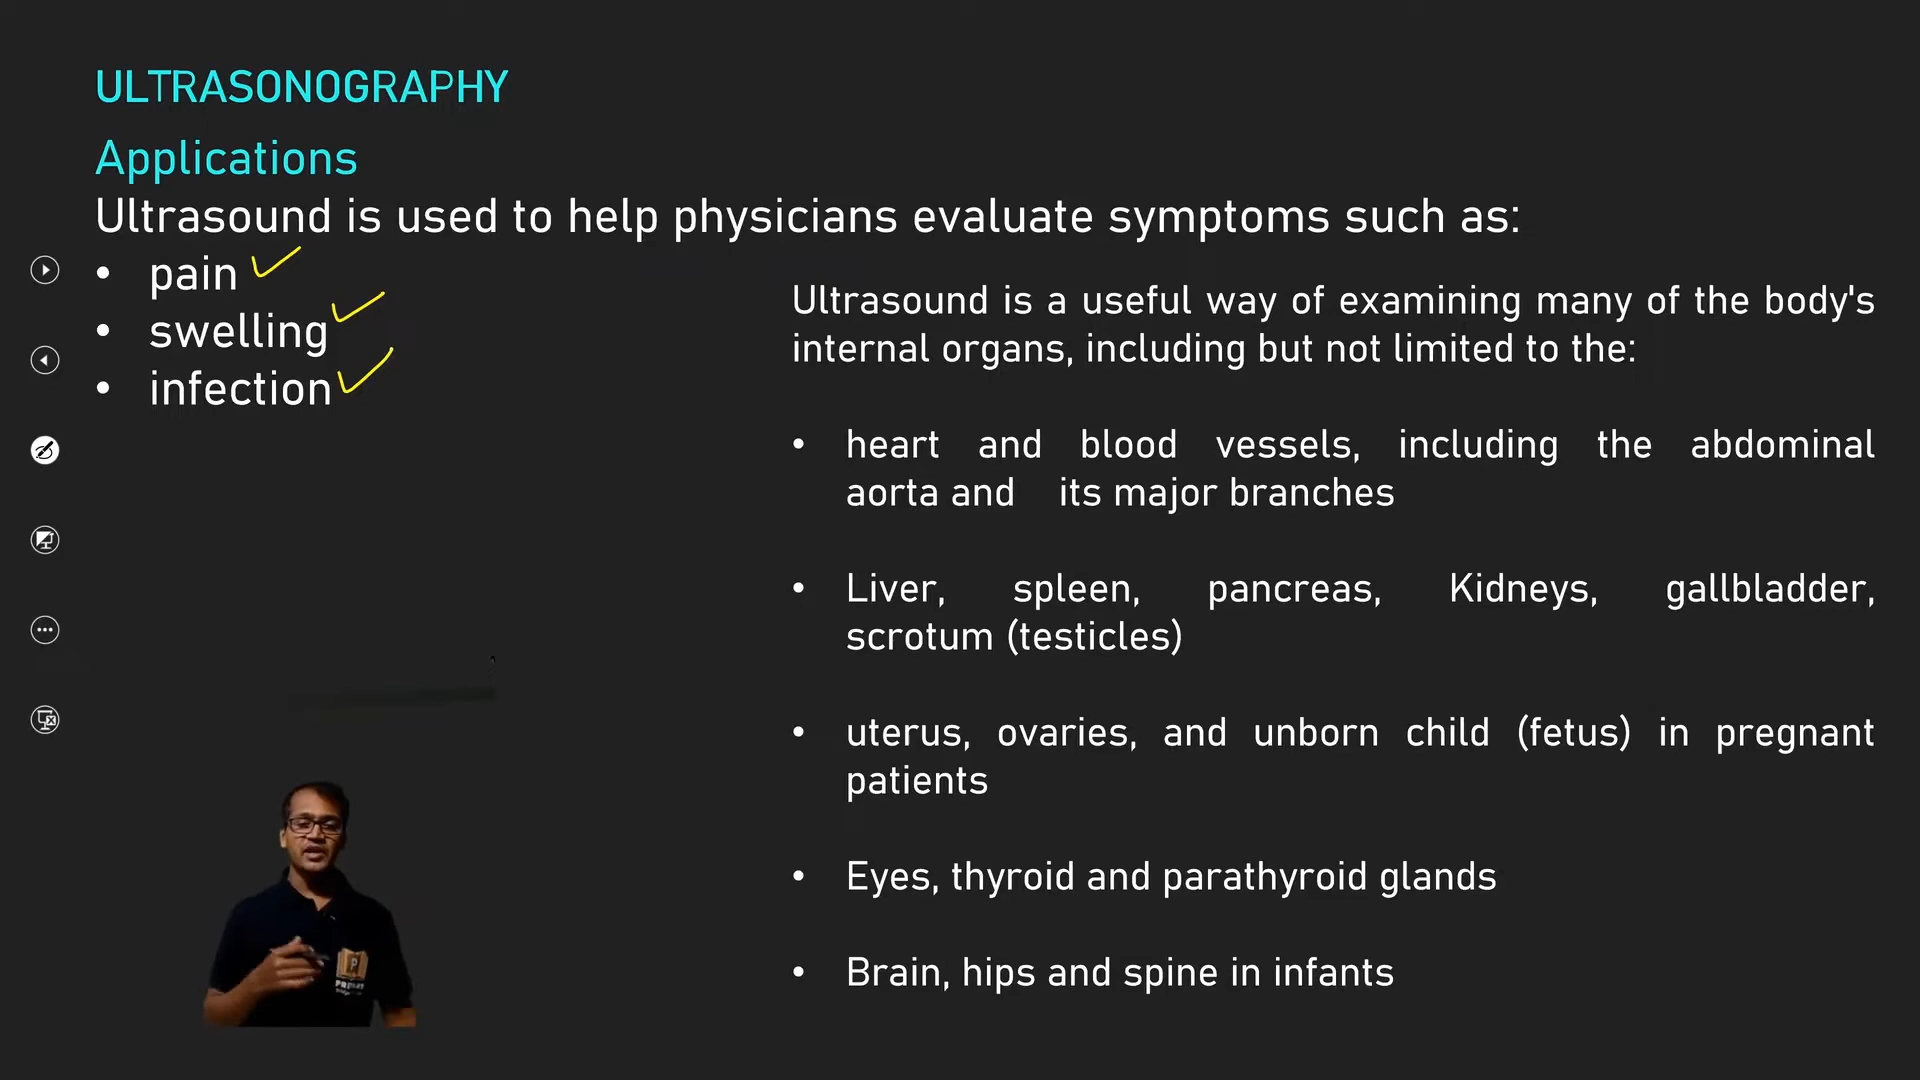 ULTRASONOGRAPHY
Applications
Ultrasound is used to help physicians evaluate symptoms such as:
• pain
• swelling
• infection
Ultrasound is a useful way of examining many of the body's
internal organs, including but not limited to the:
• heart and blood vessels, including the abdominal
aorta and its major branches
• Liver, spleen, pancreas, Kidneys, gallbladder,
scrotum (testicles)
• uterus, ovaries, and unborn child (fetus) in pregnant
patients
• Eyes, thyroid and parathyroid glands
• Brain, hips and spine in infants
P